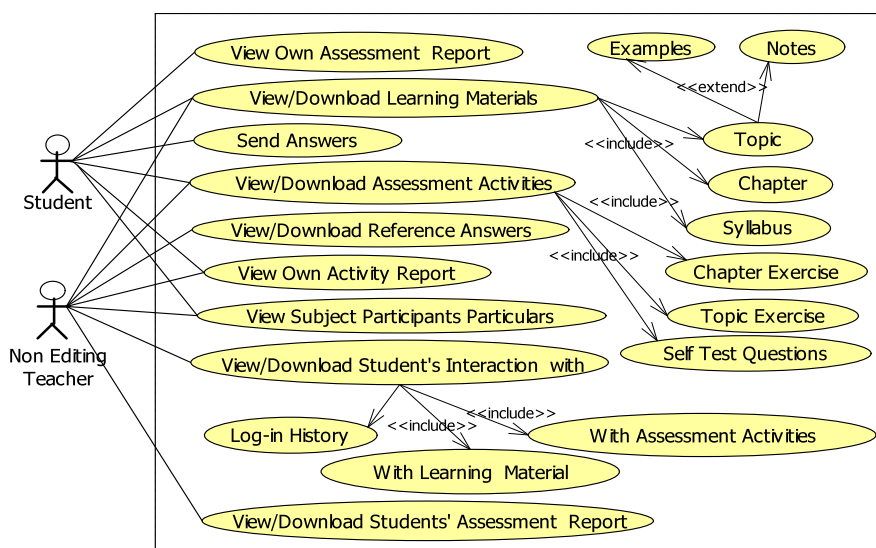 View Own Assessment Report
Examples
Notes
<<extend>>
View/Download Learning Materials
Send Answers
<<include>>
Topic
Student
View/Download Assessment Activities
Chapter
<<include>>
View/Download Reference Answers
Syllabus
<<include>>
View Own Activity Report
Chapter Exercise
View Subject Participants Particulars
Topic Exercise
Non Editing
Teacher
View/Download Student's Interaction with
Self Test Questions
<<include>>
<<include>>
Log-in History
With Assessment Activities
With Learning Material
View/Download Students' Assessment Report